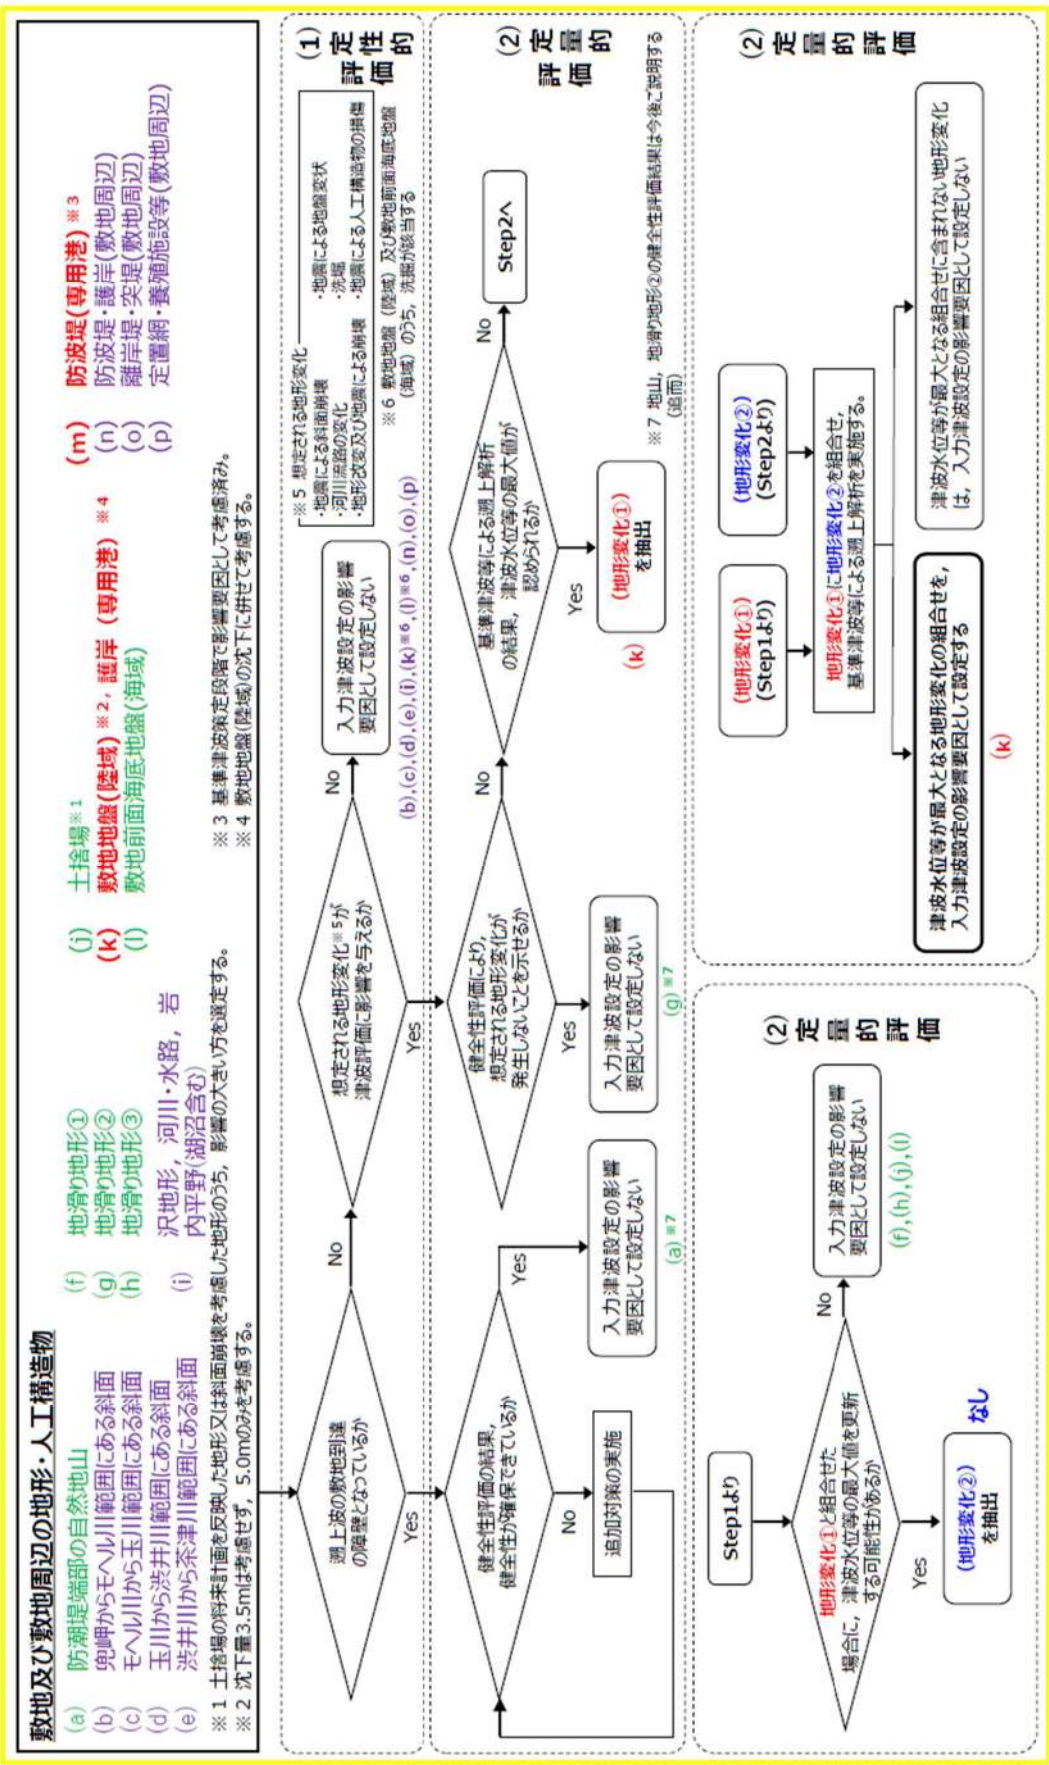 敷地及び敷地周辺の地形・人工構造物
(a) 防潮堤端部の自然地山
(b) 兜岬からモヘル川範囲にある斜面
(c) モヘル川から玉川範囲にある斜面
(d) 玉川から渋井川範囲にある斜面
(e) 渋井川から茶津川範囲にある斜面
(f) 地滑り地形①
(g) 地滑り地形②
(h) 地滑り地形③
(i) 沢地形，河川・水路，岩
内平野(湖沼含む)
(j) 土捨場※1
(k) 敷地地盤(陸域)※2，護岸（専用港）※4
(l) 敷地前面海底地盤(海域)
(m) 防波堤(専用港)※3
(n) 防波堤・護岸(敷地周辺)
(o) 離岸堤・突堤(敷地周辺)
(p) 定置網・養殖施設等(敷地周辺)
※1 土捨場の将来計画を反映した地形又は斜面崩壊を考慮した地形のうち，影響の大きい方を選定する。
※2 沈下量3.5mは考慮せず，5.0mのみを考慮する。
※3 基準津波策定段階で影響要因として考慮済み。
※4 敷地地盤(陸域)の沈下に併せて考慮する。
(1)定性的評価
遡上波の敷地到達
の障壁となっているか
No
Yes
想定される地形変化※5が
津波評価に影響を与えるか
No
Yes
入力津波設定の影響
要因として設定しない
(b),(c),(d),(e),(i),(k)※6,(l)※6,(n),(o),(p)
※5 想定される地形変化
・地震による斜面崩壊
・河川流路の変化
・地形改変及び地震による崩壊
・地震による地盤変状
・洗掘
・地震による人工構造物の損傷
※6 敷地地盤（陸域）及び敷地前面海底地盤
（海域）のうち，洗掘が該当する
(2)定量的評価
健全性評価の結果，
健全性が確保できているか
No
Yes
追加対策の実施
入力津波設定の影響
要因として設定しない
(a)※7
健全性評価により，
想定される地形変化が
発生しないことを示せるか
No
Yes
入力津波設定の影響
要因として設定しない
(g)※7
基準津波等による遡上解析
の結果，津波水位等の最大値が
認められるか
No
Yes
Step2へ
(k)
(地形変化①)
を抽出
※7 地山，地滑り地形②の健全性評価結果は今後ご説明する
(追而)
(2)定量的評価
Step1より
地形変化①と組合せた
場合に，津波水位等の最大値を更新
する可能性があるか
No
Yes
入力津波設定の影響
要因として設定しない
(f),(h),(j),(l)
(地形変化②)
を抽出
なし
(2)定量的評価
(地形変化①)
(Step1より)
(地形変化②)
(Step2より)
地形変化①に地形変化②を組合せ，
基準津波等による遡上解析を実施する。
津波水位等が最大となる地形変化の組合せを，
入力津波設定の影響要因として設定する
(k)
津波水位等が最大となる組合せに含まれない地形変化
は，入力津波設定の影響要因として設定しない